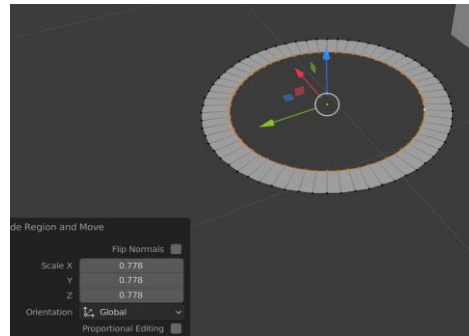 de Region and Move
Flip Normals
Scale X 0.778
Y 0.778
Z 0.778
Orientation Global
Proportional Editing